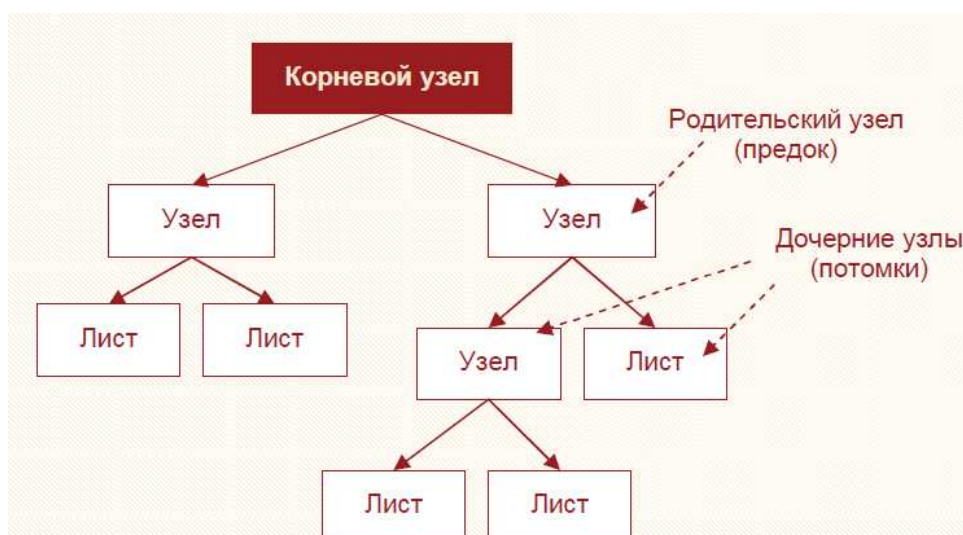 Корневой узел
Родительский узел
(предок)
Узел
Узел
Дочерние узлы
(потомки)
Лист
Лист
Узел
Лист
Лист
Лист